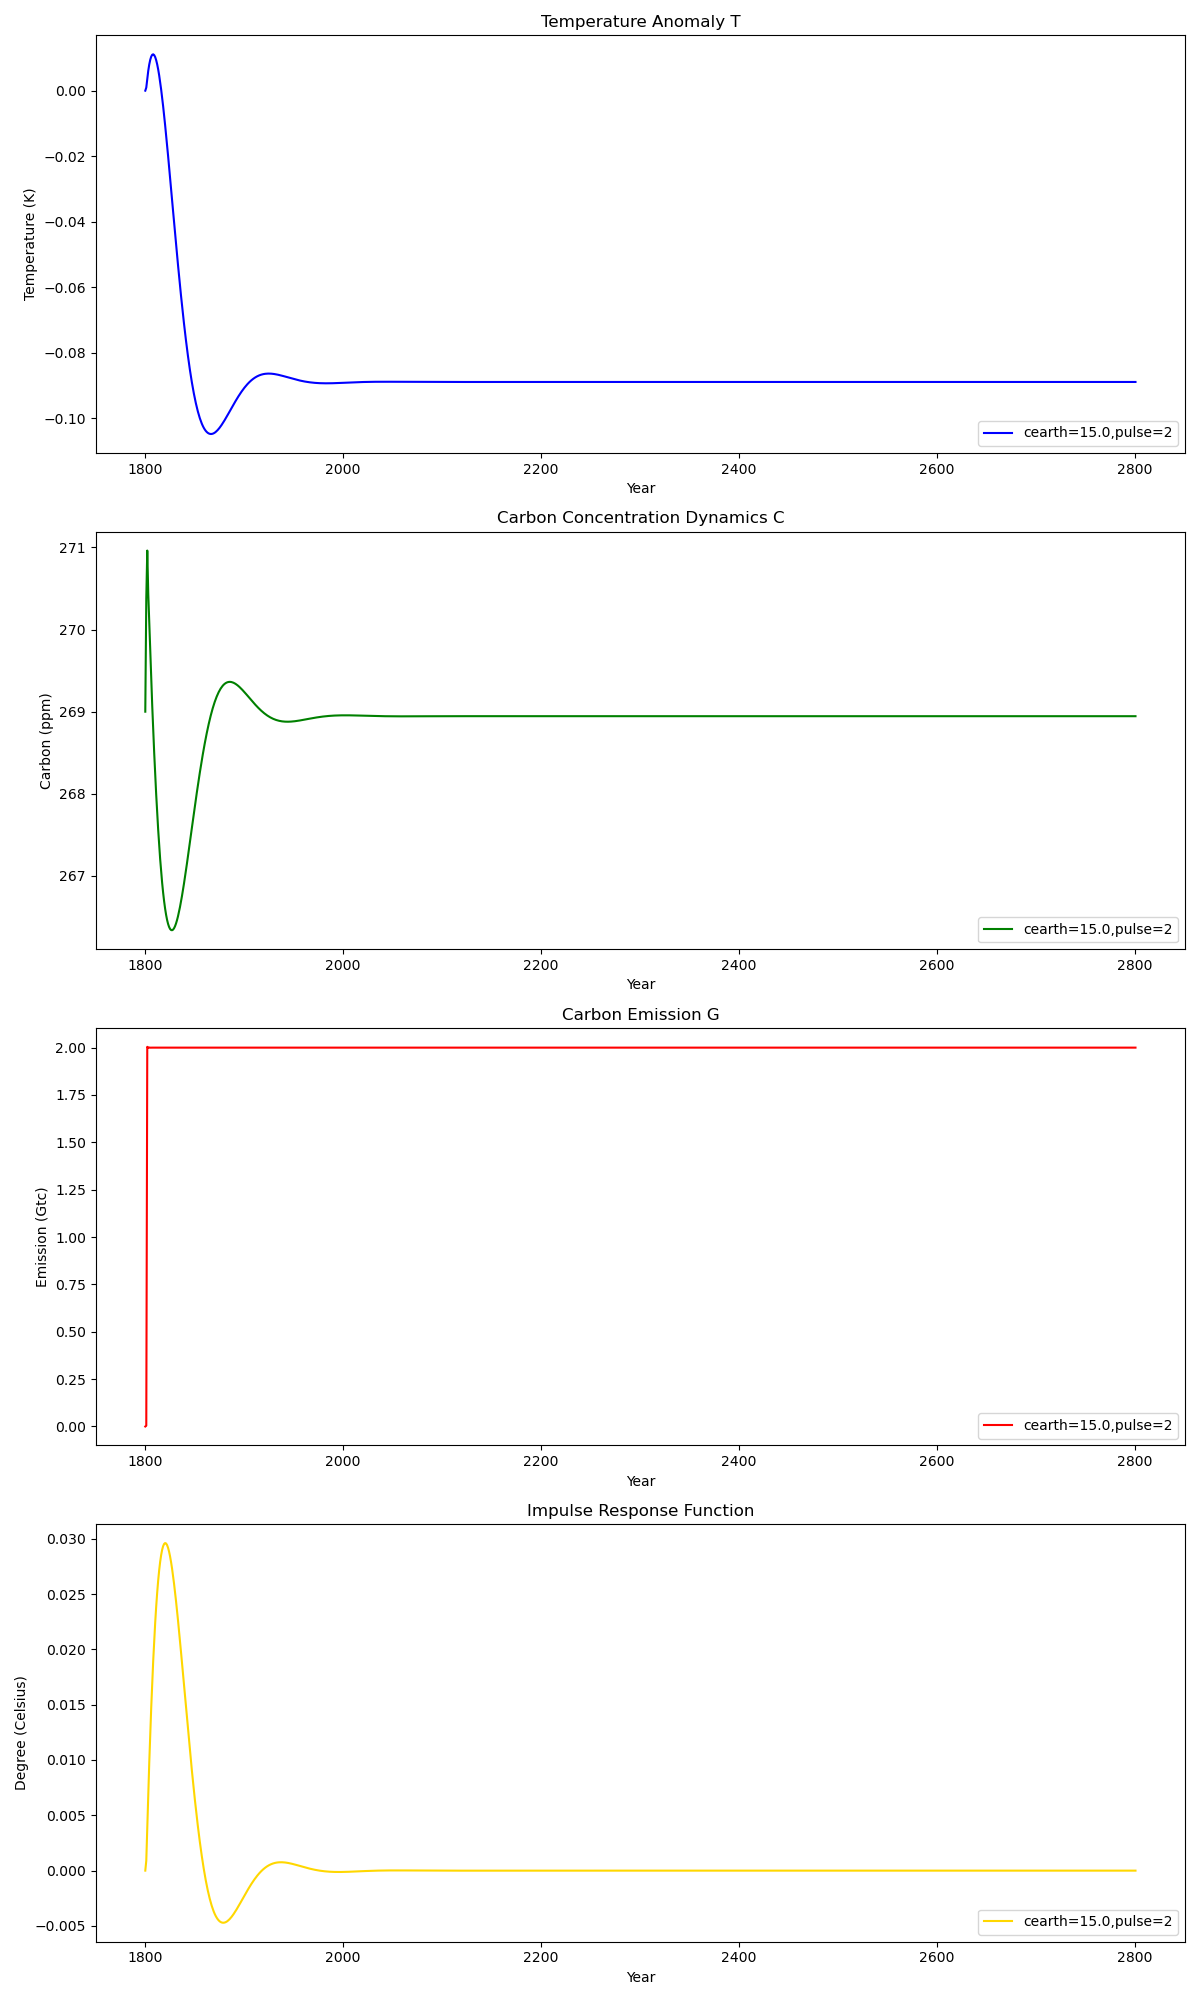 Temperature Anomaly T
Temperature (K)
0.00
−0.02
−0.04
−0.06
−0.08
−0.10
cearth=15.0,pulse=2
1800 2000 2200 2400 2600 2800
Year
Carbon Concentration Dynamics C
Carbon (ppm)
271
270
269
268
267
cearth=15.0,pulse=2
1800 2000 2200 2400 2600 2800
Year
Carbon Emission G
Emission (Gtc)
2.00
1.75
1.50
1.25
1.00
0.75
0.50
0.25
0.00
cearth=15.0,pulse=2
1800 2000 2200 2400 2600 2800
Year
Impulse Response Function
Degree (Celsius)
0.030
0.025
0.020
0.015
0.010
0.005
0.000
−0.005
cearth=15.0,pulse=2
1800 2000 2200 2400 2600 2800
Year